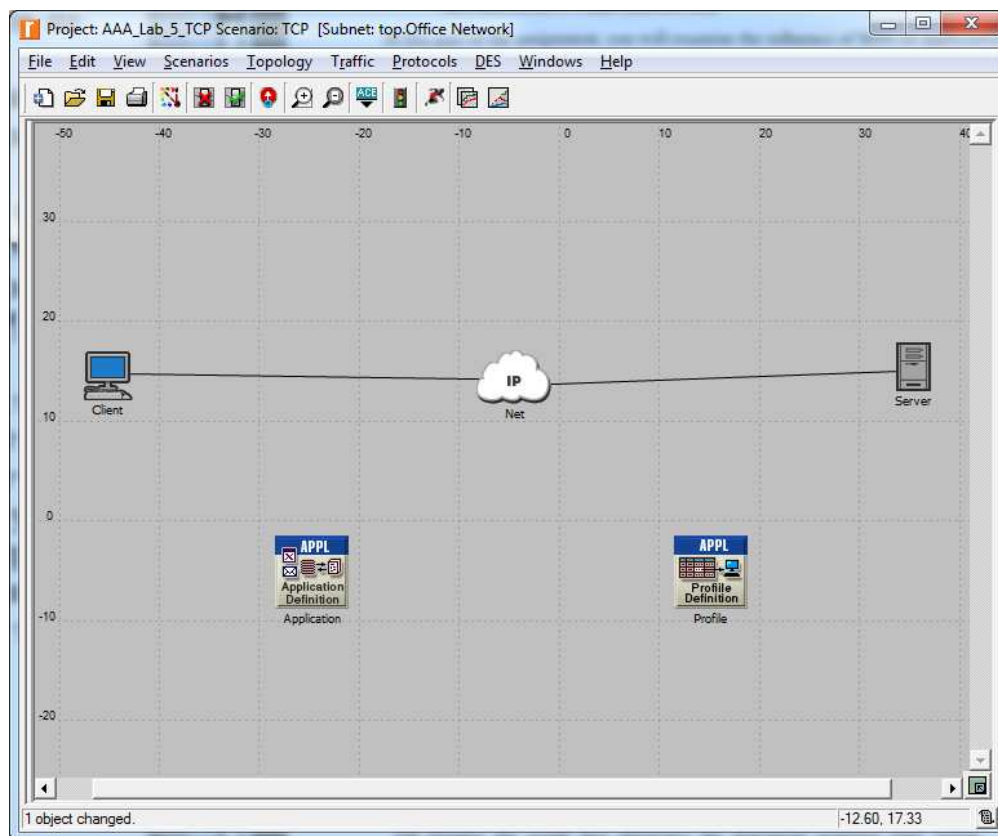 Project: AAA_Lab_5_TCP Scenario: TCP [Subnet: top.Office Network]
File Edit View Scenarios Topology Traffic Protocols DES Windows Help
ACE
-50 -40 -30 -20 -10 0 10 20 30 40
30
20
IP
Client
Net
Server
10
0
APPL
Application
Definition
Application
APPL
Profile
Definition
Profile
-10
-20
1 object changed.
-12.60, 17.33